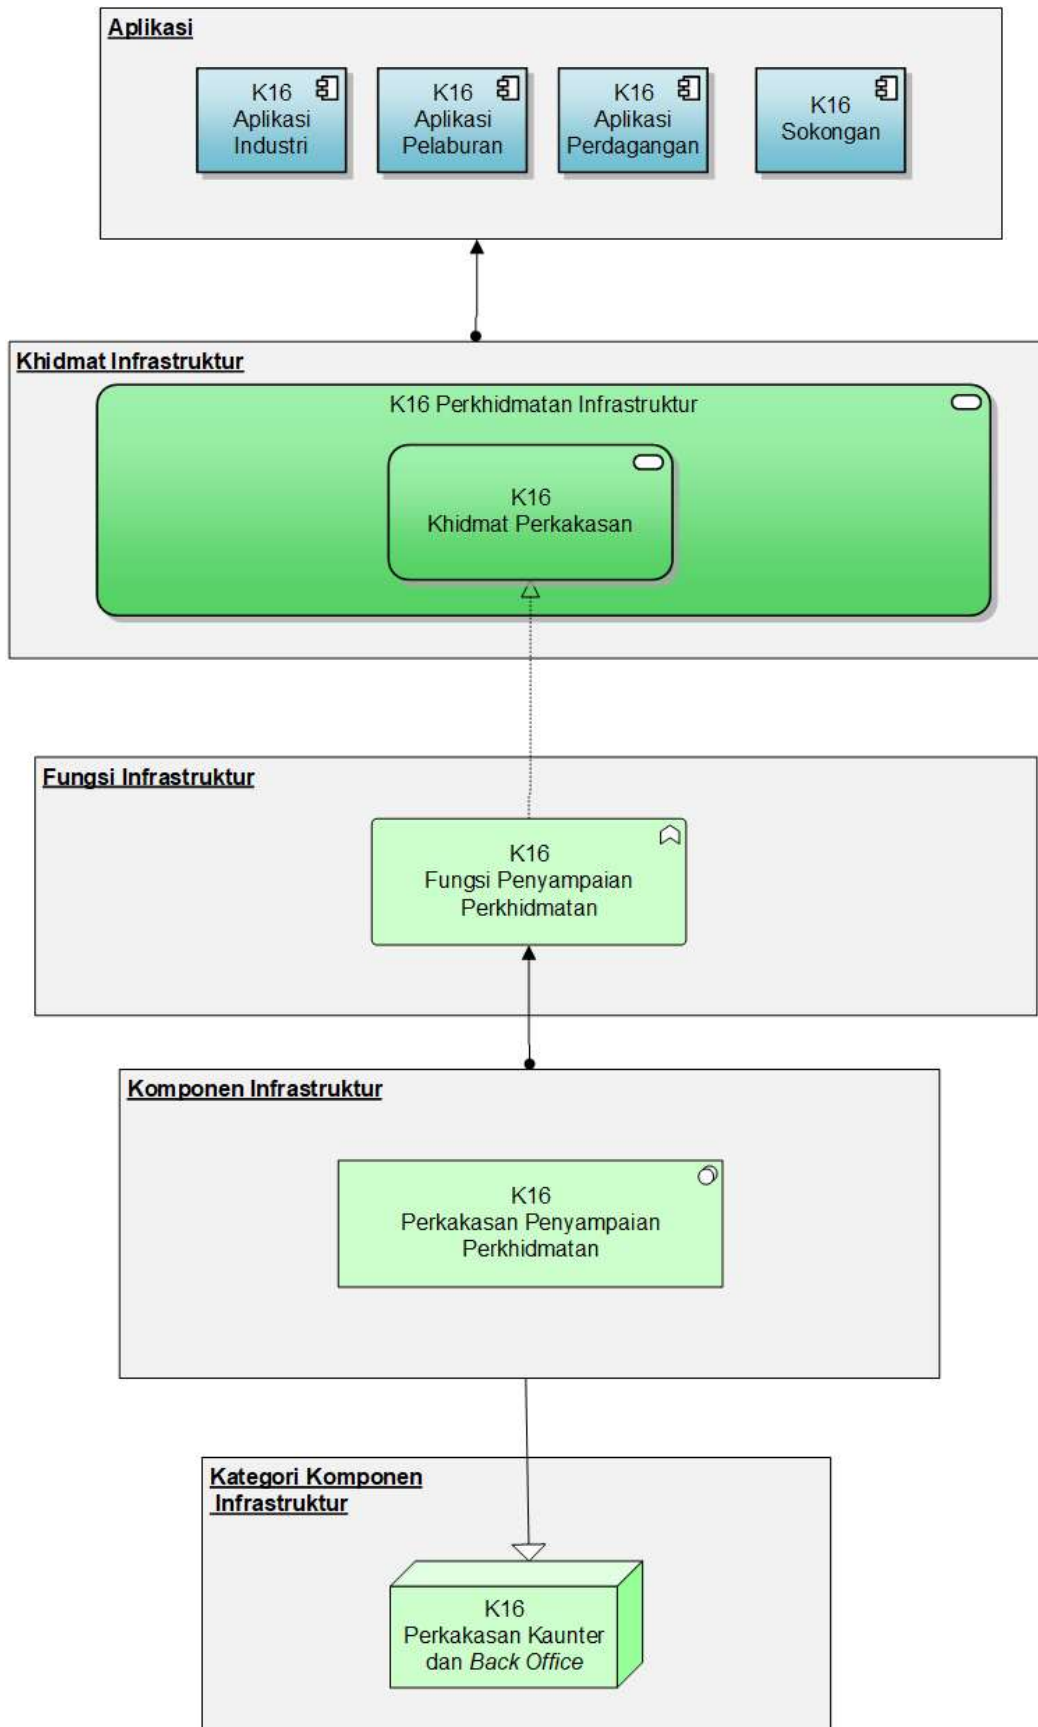 Aplikasi
K16
Aplikasi
Industri
K16
Aplikasi
Pelaburan
K16
Aplikasi
Perdagangan
K16
Sokongan
Khidmat Infrastruktur
K16 Perkhidmatan Infrastruktur
K16
Khidmat Perkakasan
Fungsi Infrastruktur
K16
Fungsi Penyampaian
Perkhidmatan
Komponen Infrastruktur
K16
Perkakasan Penyampaian
Perkhidmatan
Kategori Komponen
Infrastruktur
K16
Perkakasan Kaunter
dan Back Office